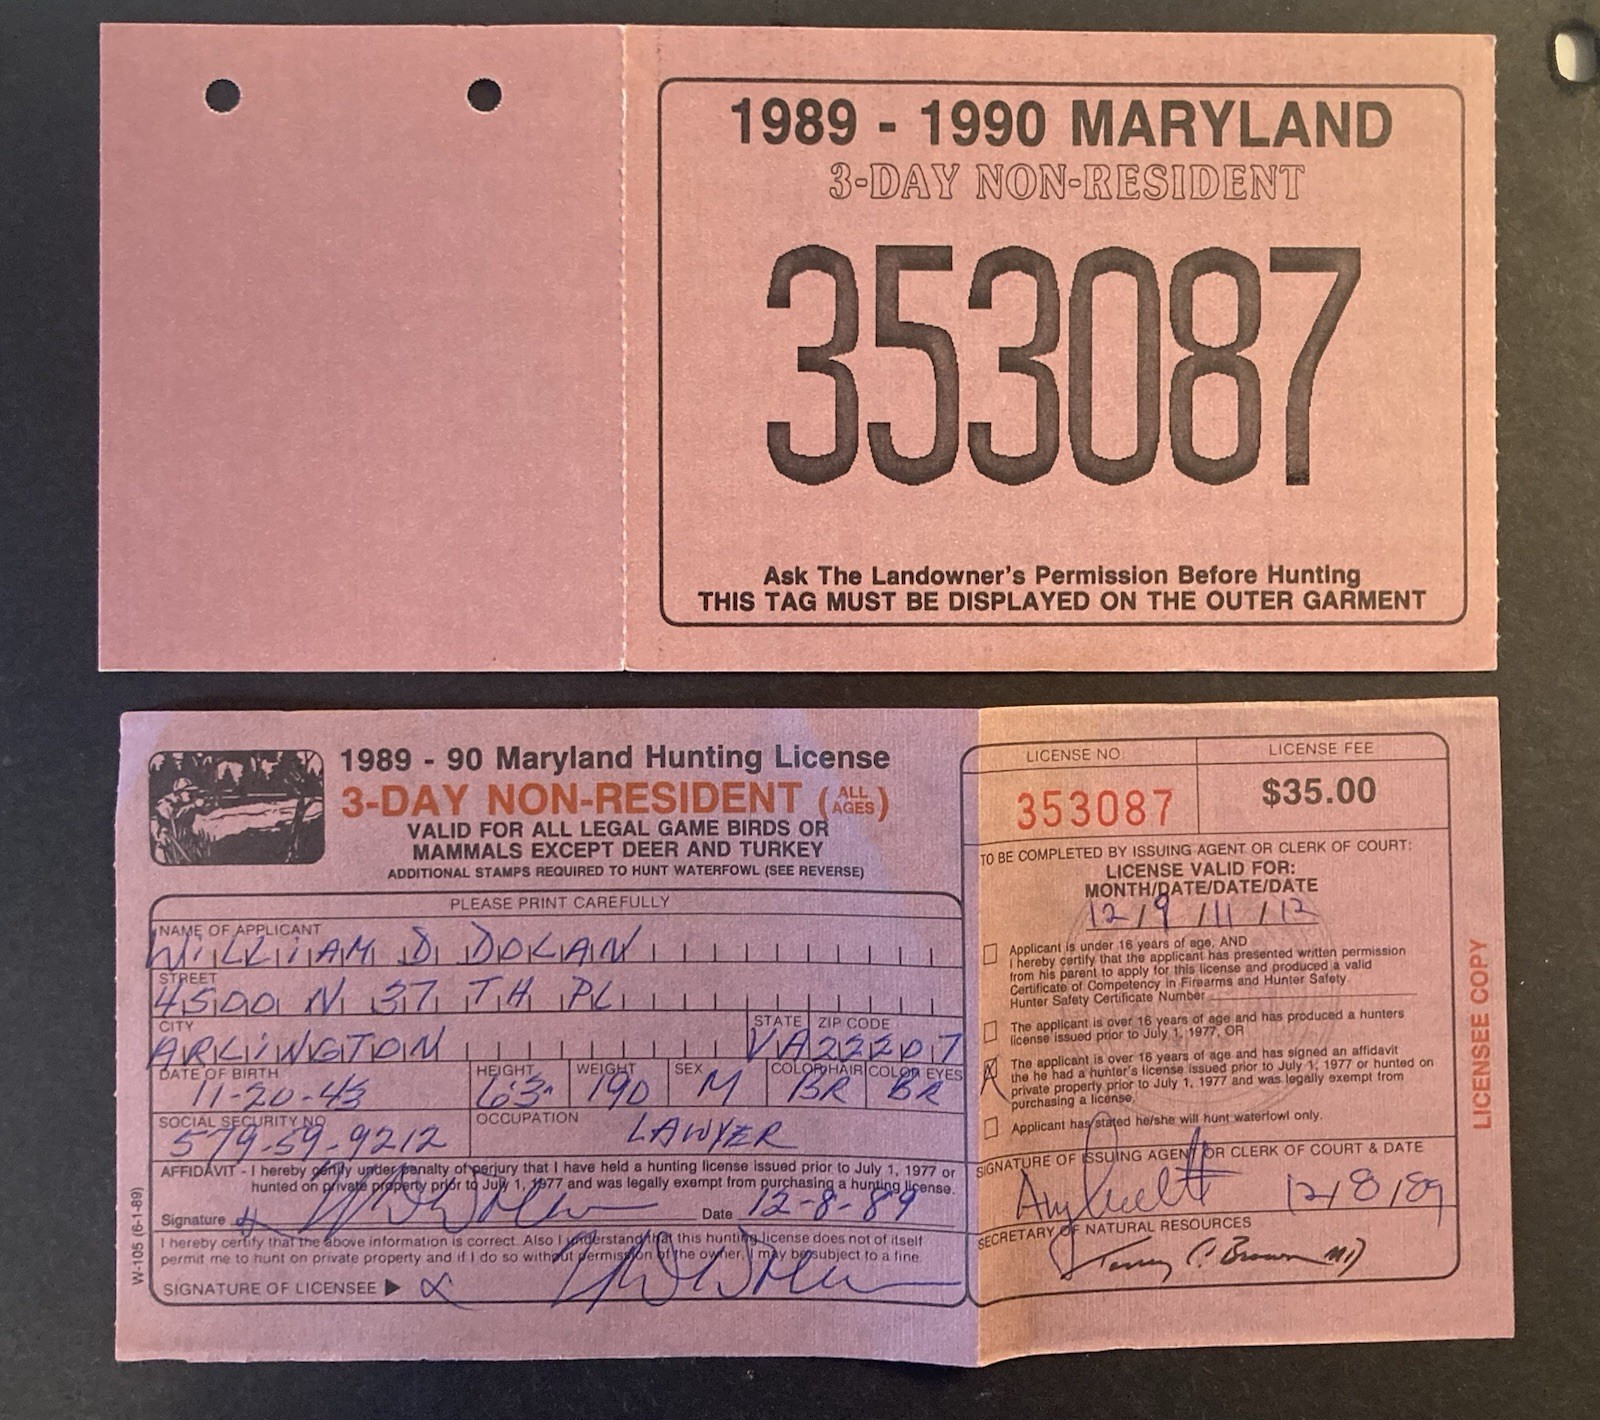 1989 - 1990 MARYLAND
3-DAY NON-RESIDENT
353087
Ask The Landowner's Permission Before Hunting
THIS TAG MUST BE DISPLAYED ON THE OUTER GARMENT
1989 - 90 Maryland Hunting License
3-DAY NON-RESIDENT (ALL AGES)
VALID FOR ALL LEGAL GAME BIRDS OR
MAMMALS EXCEPT DEER AND TURKEY
ADDITIONAL STAMPS REQUIRED TO HUNT WATERFOWL (SEE REVERSE)
PLEASE PRINT CAREFULLY
NAME OF APPLICANT
WILLIAM D DOLAN
STREET
4500 N 37 TH PL
CITY STATE ZIP CODE
ARLINGTON VA 22207
DATE OF BIRTH HEIGHT WEIGHT SEX COLOR HAIR COLOR EYES
11-20-43 190 M BR BR
SOCIAL SECURITY NO. OCCUPATION
579-59-9212 LAWYER
AFFIDAVIT - I hereby certify under penalty of perjury that I have held a hunting license issued prior to July 1, 1977 or
hunted on private property prior to July 1, 1977 and was legally exempt from purchasing a hunting license.
Signature Date 12-8-89
I hereby certify that the above information is correct. Also I understand that this hunting license does not of itself
permit me to hunt on private property and if I do so without permission of the owner, I may be subject to a fine.
SIGNATURE OF LICENSEE
W-105 (6-1-89)
LICENSE NO. LICENSE FEE
353087 $35.00
TO BE COMPLETED BY ISSUING AGENT OR CLERK OF COURT:
LICENSE VALID FOR:
MONTH/DATE/DATE/DATE
12 / 9 / 11 / 12
Applicant is under 16 years of age, AND
I hereby certify that the applicant has presented written permission
from his parent to apply for this license and produced a valid
Certificate of Competency in Firearms and Hunter Safety
Hunter Safety Certificate Number
The applicant is over 16 years of age and has produced a hunters
license issued prior to July 1, 1977, OR
The applicant is over 16 years of age and has signed an affidavit
the he had a hunter's license issued prior to July 1, 1977 or hunted on
private property prior to July 1, 1977 and was legally exempt from
purchasing a license.
Applicant has stated he/she will hunt waterfowl only.
SIGNATURE OF ISSUING AGENT OR CLERK OF COURT & DATE
12/8/89
SECRETARY OF NATURAL RESOURCES
Brown MD
LICENSEE COPY